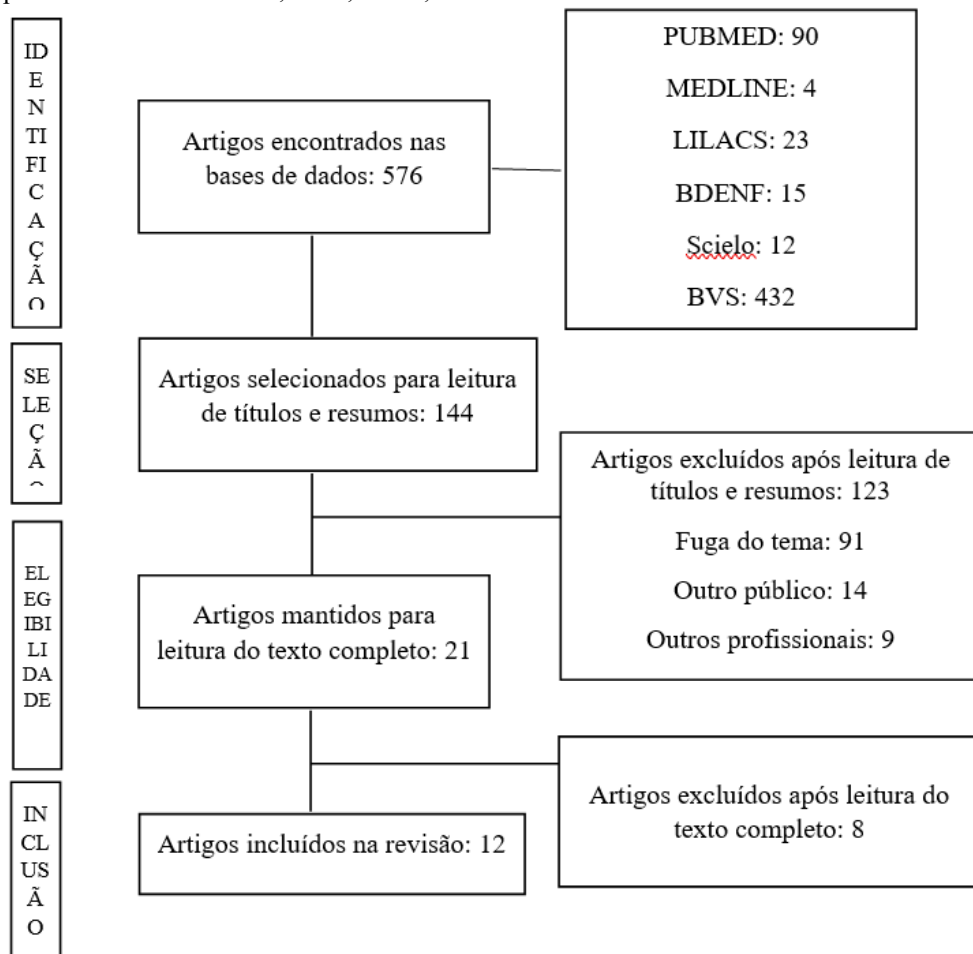 ID
E
N
TI
FI
C
A
Ç
Ã
O
Artigos encontrados nas
bases de dados: 576
PUBMED: 90
MEDLINE: 4
LILACS: 23
BDENF: 15
Scielo: 12
BVS: 432
SE
LE
Ç
Ã
Artigos selecionados para leitura
de títulos e resumos: 144
Artigos excluídos após leitura de
títulos e resumos: 123
Fuga do tema: 91
Outro público: 14
Outros profissionais: 9
EL
EG
IBI
LI
DA
DE
Artigos mantidos para
leitura do texto completo: 21
Artigos excluídos após leitura do
texto completo: 8
IN
CL
US
Ã
O
Artigos incluídos na revisão: 12